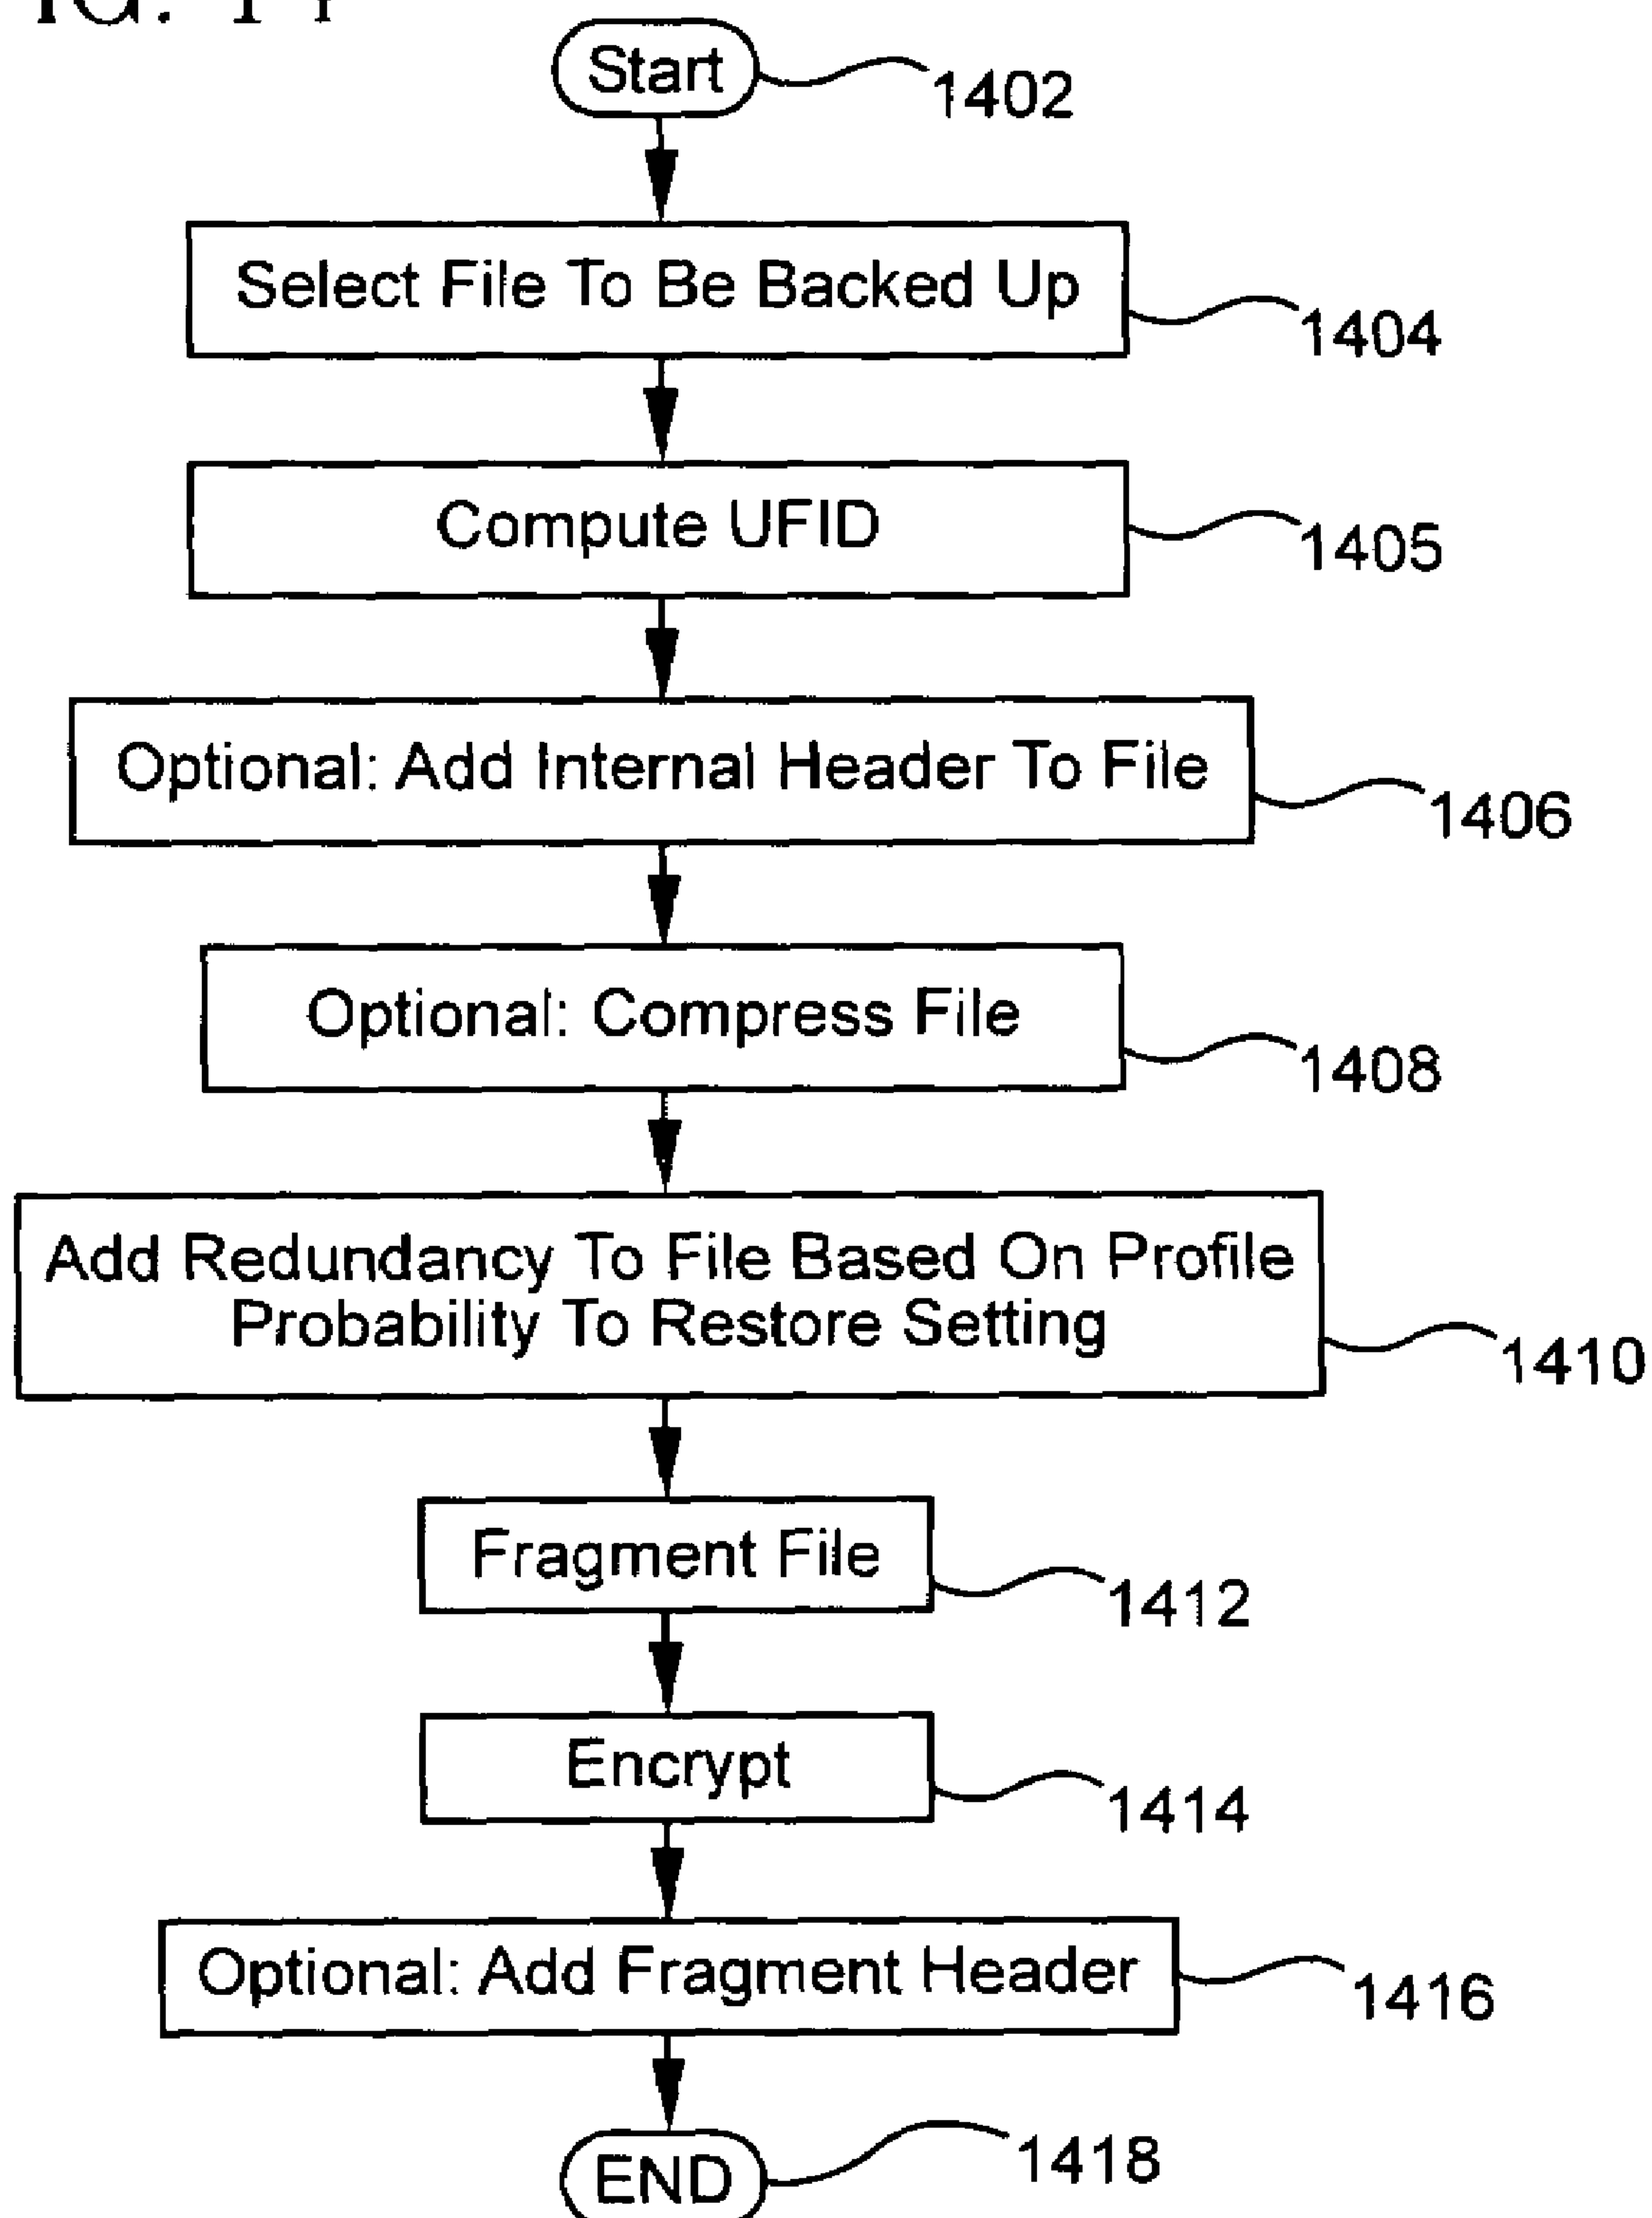 Start
1402
Select File To Be Backed Up
1404
Compute UFID
1405
Optional: Add Internal Header To File
1406
Optional: Compress File
1408
Add Redundancy To File Based On Profile
Probability To Restore Setting
1410
Fragment File
1412
Encrypt
1414
Optional: Add Fragment Header
1416
END
1418